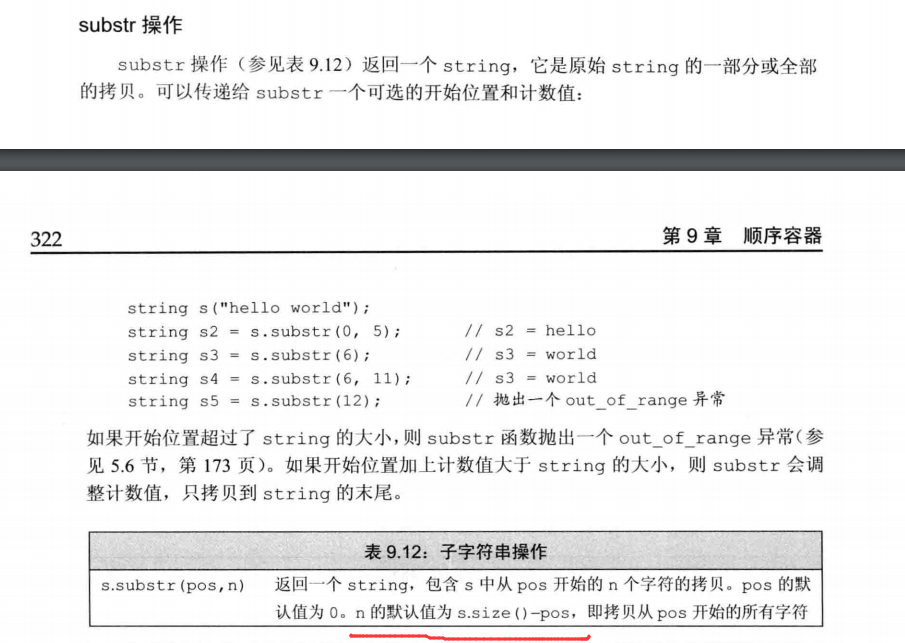 substr 操作
substr 操作（参见表 9.12）返回一个 string，它是原始 string 的一部分或全部
的拷贝。可以传递给 substr 一个可选的开始位置和计数值：
322
第 9 章 顺序容器
string s("hello world");
string s2 = s.substr(0, 5); // s2 = hello
string s3 = s.substr(6); // s3 = world
string s4 = s.substr(6, 11); // s3 = world
string s5 = s.substr(12); // 抛出一个 out_of_range 异常
如果开始位置超过了 string 的大小，则 substr 函数抛出一个 out_of_range 异常（参
见 5.6 节，第 173 页）。如果开始位置加上计数值大于 string 的大小，则 substr 会调
整计数值，只拷贝到 string 的末尾。
表 9.12：子字符串操作
s.substr(pos,n) 返回一个 string，包含 s 中从 pos 开始的 n 个字符的拷贝。pos 的默
认值为 0。n 的默认值为 s.size()-pos，即拷贝从 pos 开始的所有字符